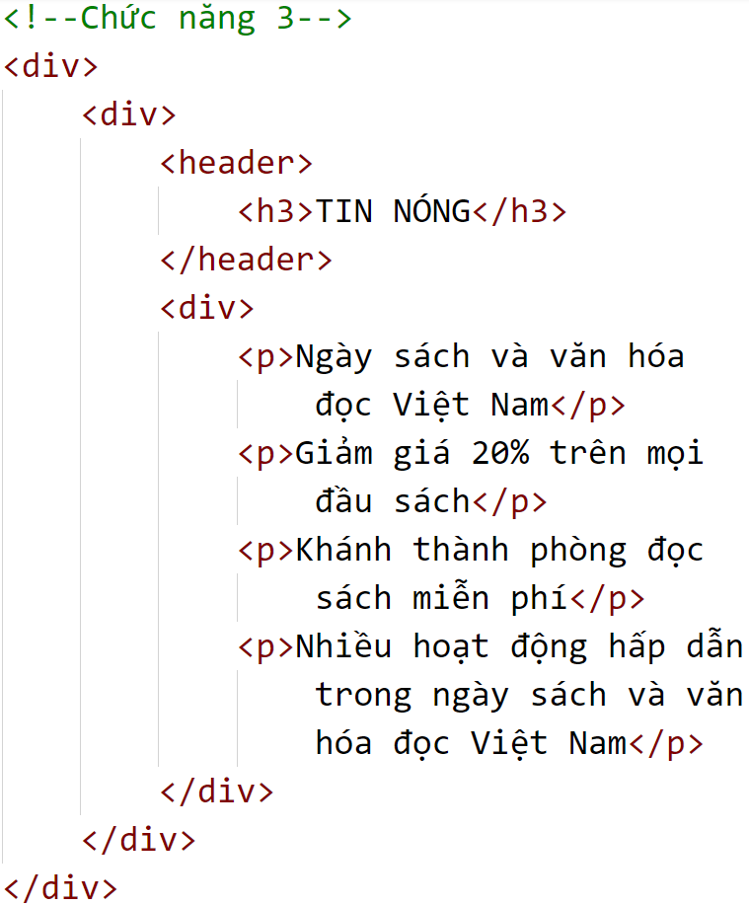 <!--Chức năng 3-->
<div>
    <div>
        <header>
            <h3>TIN NÓNG</h3>
        </header>
        <div>
            <p>Ngày sách và văn hóa
                đọc Việt Nam</p>
            <p>Giảm giá 20% trên mọi
                đầu sách</p>
            <p>Khánh thành phòng đọc
                sách miễn phí</p>
            <p>Nhiều hoạt động hấp dẫn
                trong ngày sách và văn
                hóa đọc Việt Nam</p>
        </div>
    </div>
</div>